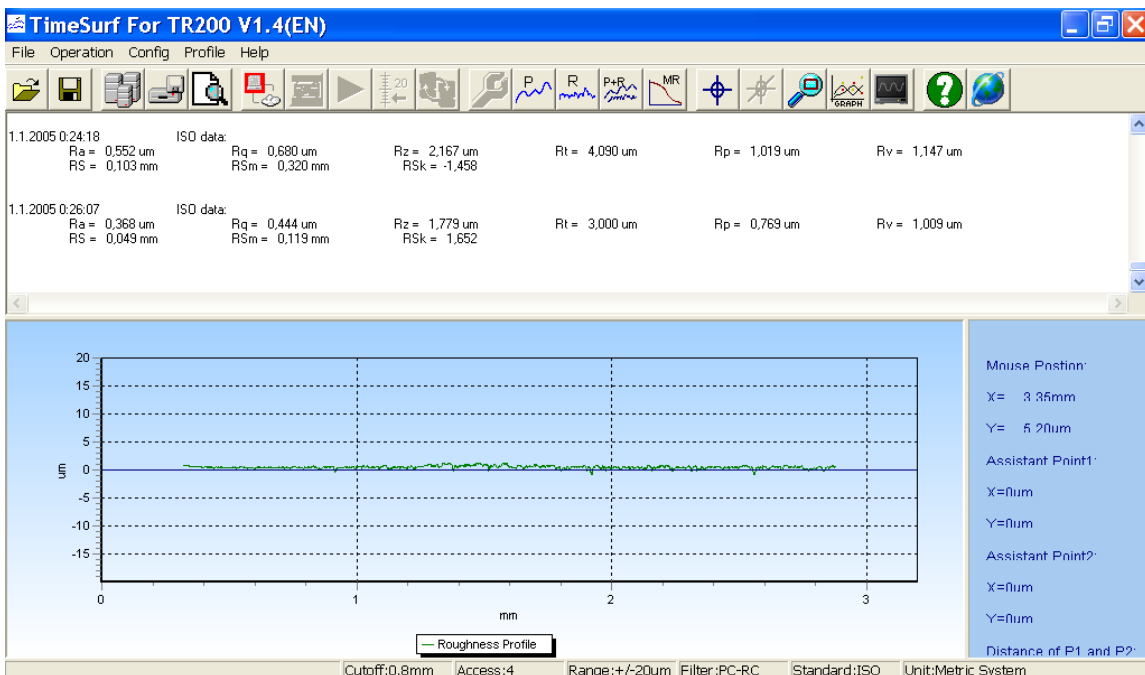 TimeSurf For TR200 V1.4(EN)
File Operation Config Profile Help
20 P R P+R MR GRAPH ?
1.1.2005 0:24:18 ISO data:
Ra = 0,552 um Rq = 0,680 um Rz = 2,167 um Rt = 4,090 um Rp = 1,019 um Rv = 1,147 um
RS = 0,103 mm RSm = 0,320 mm RSk = -1,458
1.1.2005 0:26:07 ISO data:
Ra = 0,368 um Rq = 0,444 um Rz = 1,779 um Rt = 3,000 um Rp = 0,769 um Rv = 1,009 um
RS = 0,049 mm RSm = 0,119 mm RSk = 1,652
20
15
10
5
0
-5
-10
-15
um
0 1 2 3
mm
Roughness Profile
Mouse Postion:
X= 3.35mm
Y= 5.20um
Assistant Point1:
X=0um
Y=0um
Assistant Point2:
X=0um
Y=0um
Distance of P1 and P2:
Cutoff:0.8mm Access:4 Range:+/-20um Filter:PC-RC Standard:ISO Unit:Metric System